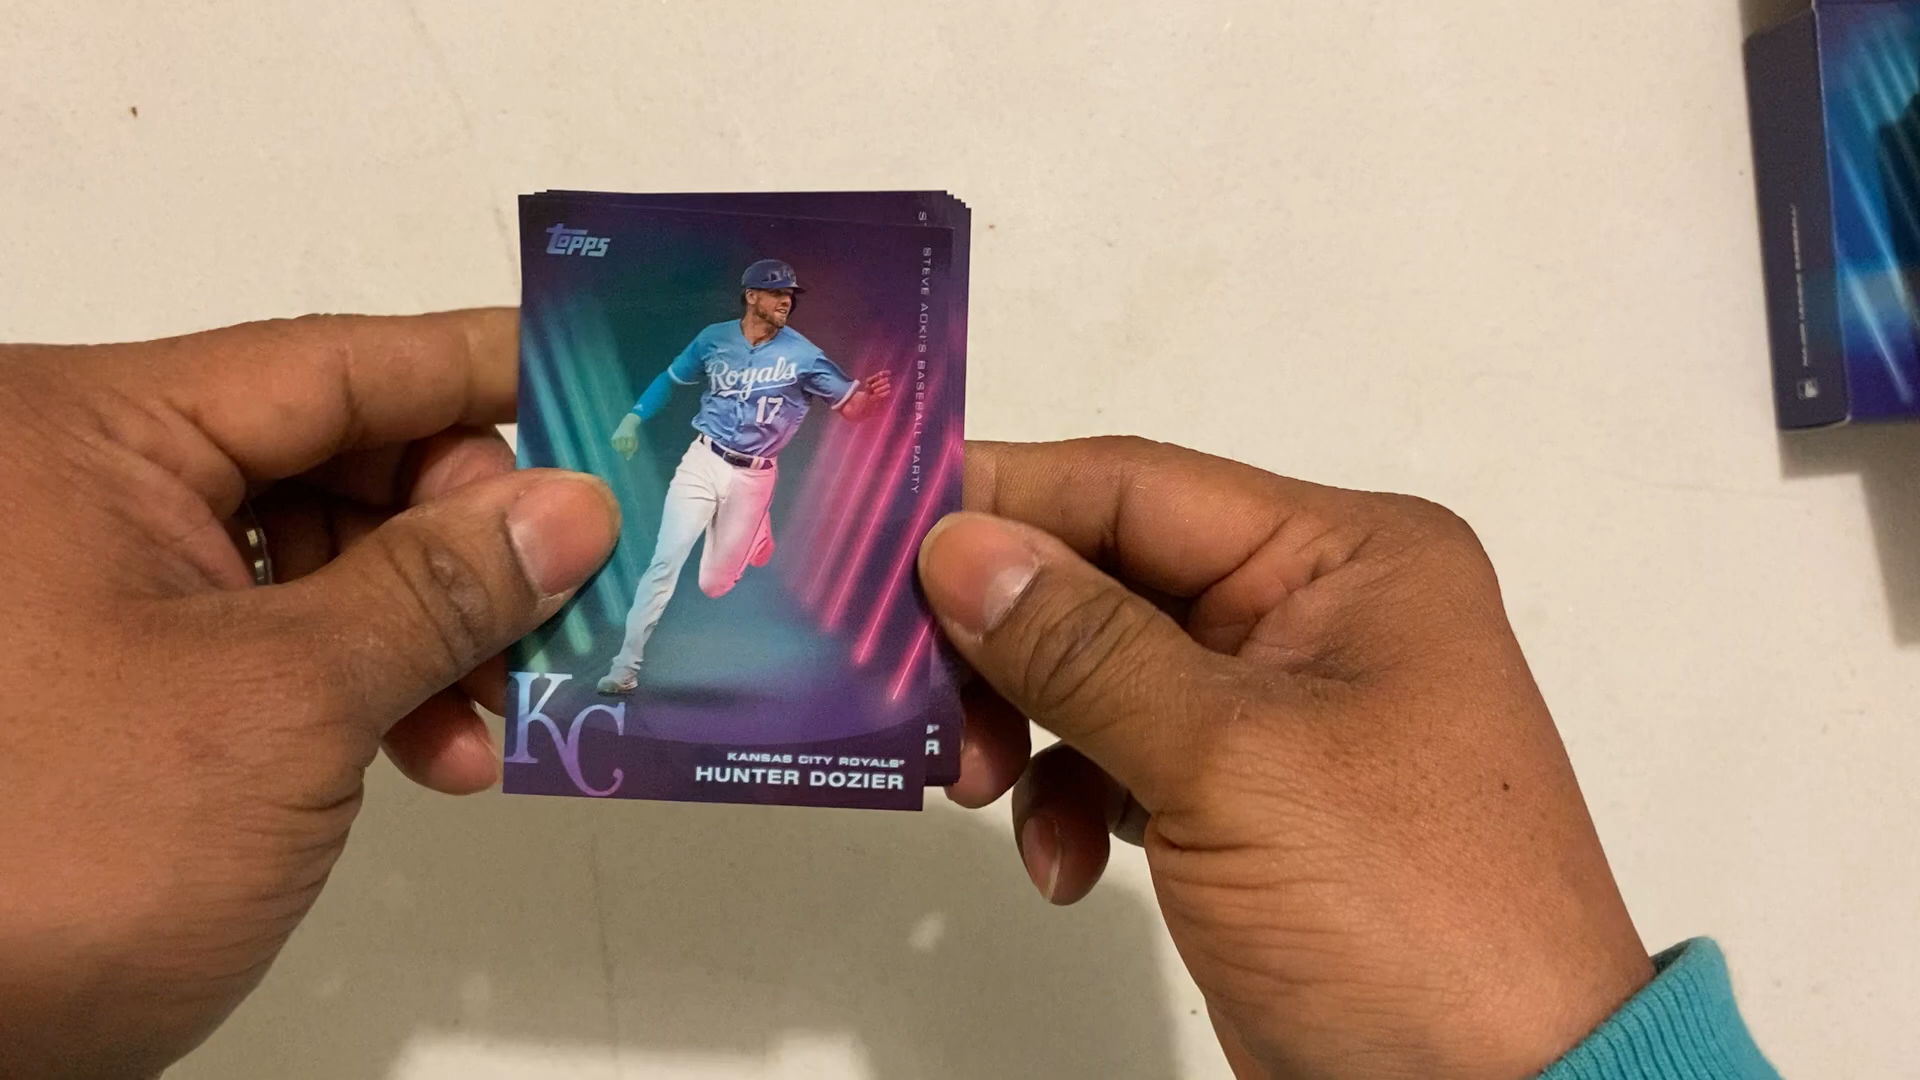 Topps
STEVE AOKI'S BASEBALL PARTY
Royals
17
KC
KANSAS CITY ROYALS®
HUNTER DOZIER
S
R